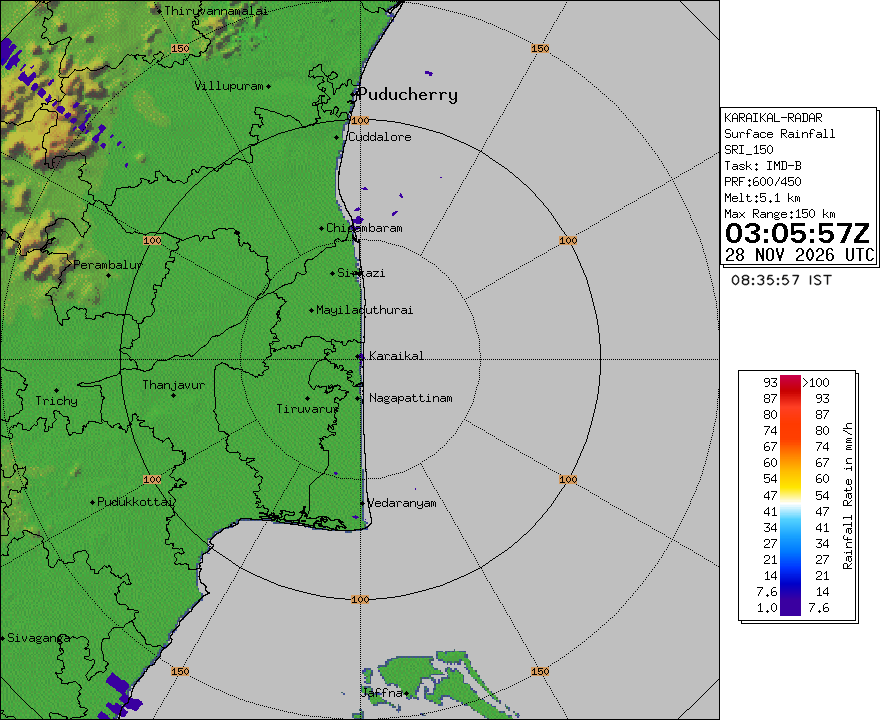 Thiruvannamalai
150
150
Villupuram
Puducherry
100
Cuddalore
Chidambaram
100
100
Perambalur
Sirkazi
Mayiladuthurai
Karaikal
Thanjavur
Trichy
Tiruvarur
Nagapattinam
100
100
Pudukkottai
Vedaranyam
100
Sivaganga
150
150
Jaffna
KARAIKAL-RADAR
Surface Rainfall
SRI_150
Task: IMD-B
PRF:600/450
Melt:5.1 km
Max Range:150 km
03:05:57Z
28 NOV 2026 UTC
08:35:57 IST
93 >100
87 93
80 87
74 80
67 74
60 67
54 60
47 54
41 47
34 41
27 34
21 27
14 21
7.6 14
1.0 7.6
Rainfall Rate in mm/h